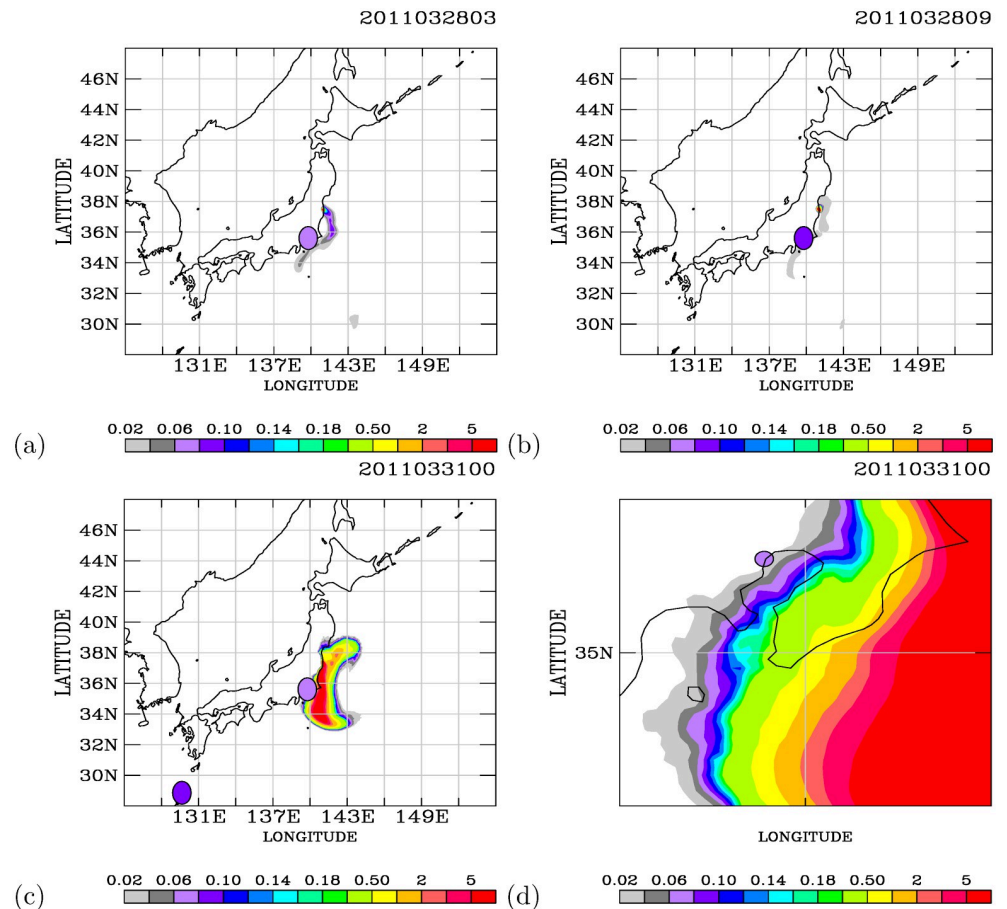 2011032803
46N
44N
42N
40N
38N
36N
34N
32N
30N
LATITUDE
131E 137E 143E 149E
LONGITUDE
(a)
0.02 0.06 0.10 0.14 0.18 0.50 2 5
2011032809
46N
44N
42N
40N
38N
36N
34N
32N
30N
LATITUDE
131E 137E 143E 149E
LONGITUDE
(b)
0.02 0.06 0.10 0.14 0.18 0.50 2 5
2011033100
46N
44N
42N
40N
38N
36N
34N
32N
30N
LATITUDE
131E 137E 143E 149E
LONGITUDE
(c)
0.02 0.06 0.10 0.14 0.18 0.50 2 5
2011033100
35N
LATITUDE
LONGITUDE
(d)
0.02 0.06 0.10 0.14 0.18 0.50 2 5